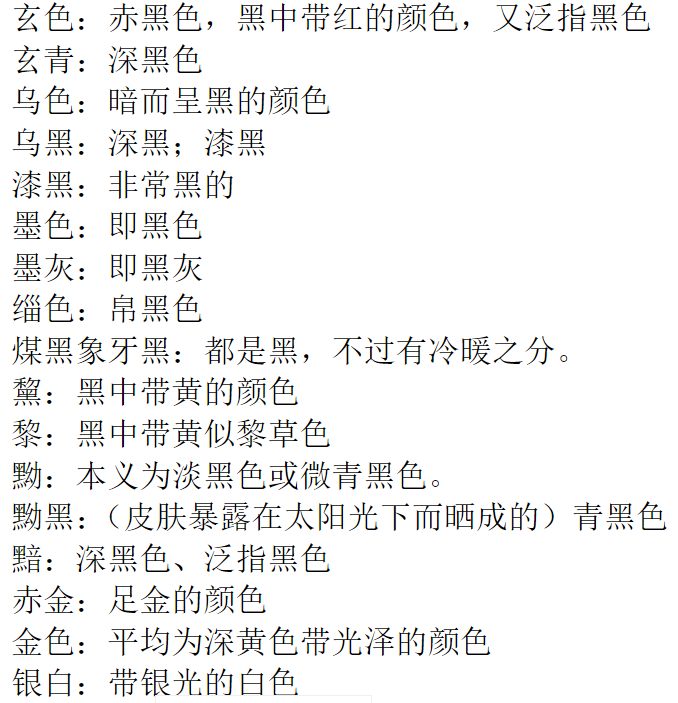 玄色：赤黑色，黑中带红的颜色，又泛指黑色
玄青：深黑色
乌色：暗而呈黑的颜色
乌黑：深黑；漆黑
漆黑：非常黑的
墨色：即黑色
墨灰：即黑灰
缁色：帛黑色
煤黑象牙黑：都是黑，不过有冷暖之分。
黧：黑中带黄的颜色
黎：黑中带黄似黎草色
黝：本义为淡黑色或微青黑色。
黝黑：（皮肤暴露在太阳光下而晒成的）青黑色
黯：深黑色、泛指黑色
赤金：足金的颜色
金色：平均为深黄色带光泽的颜色
银白：带银光的白色